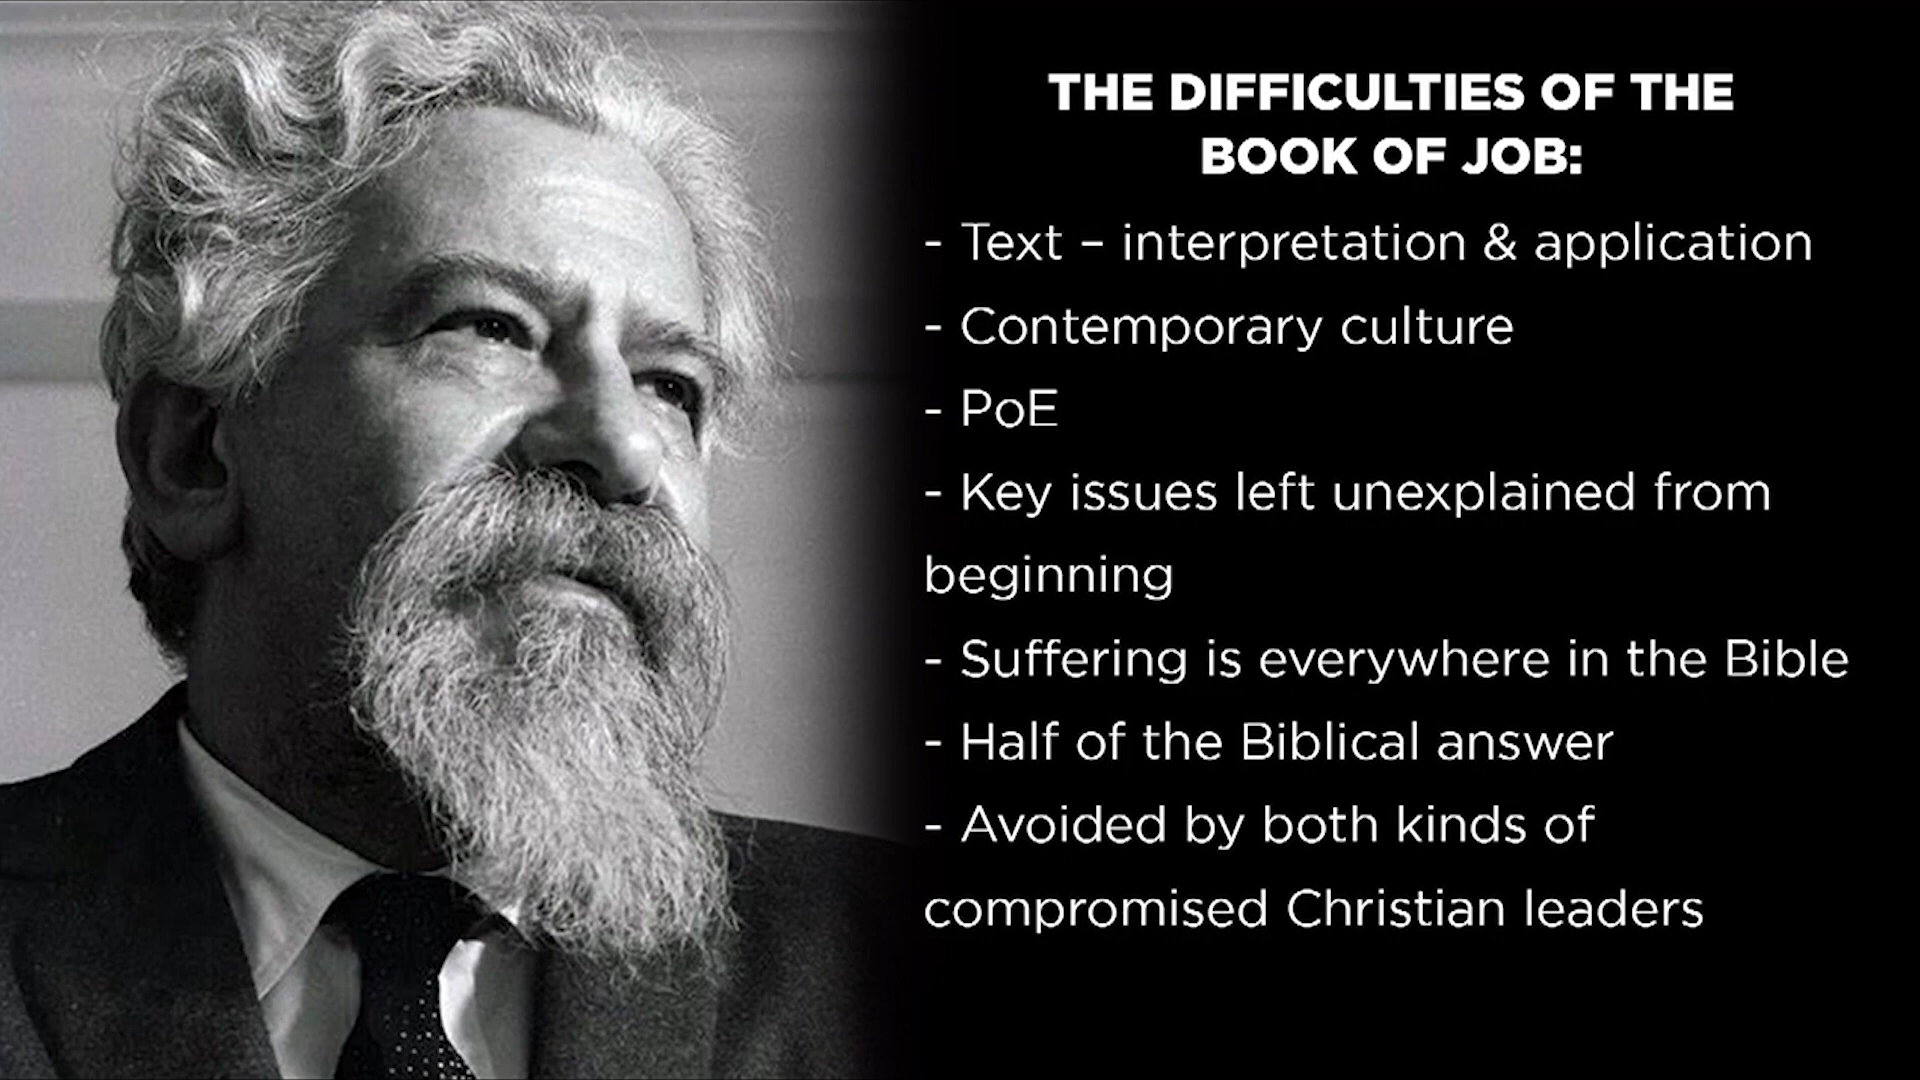 THE DIFFICULTIES OF THE
BOOK OF JOB:
- Text – interpretation & application
- Contemporary culture
- PoE
- Key issues left unexplained from
beginning
- Suffering is everywhere in the Bible
- Half of the Biblical answer
- Avoided by both kinds of
compromised Christian leaders